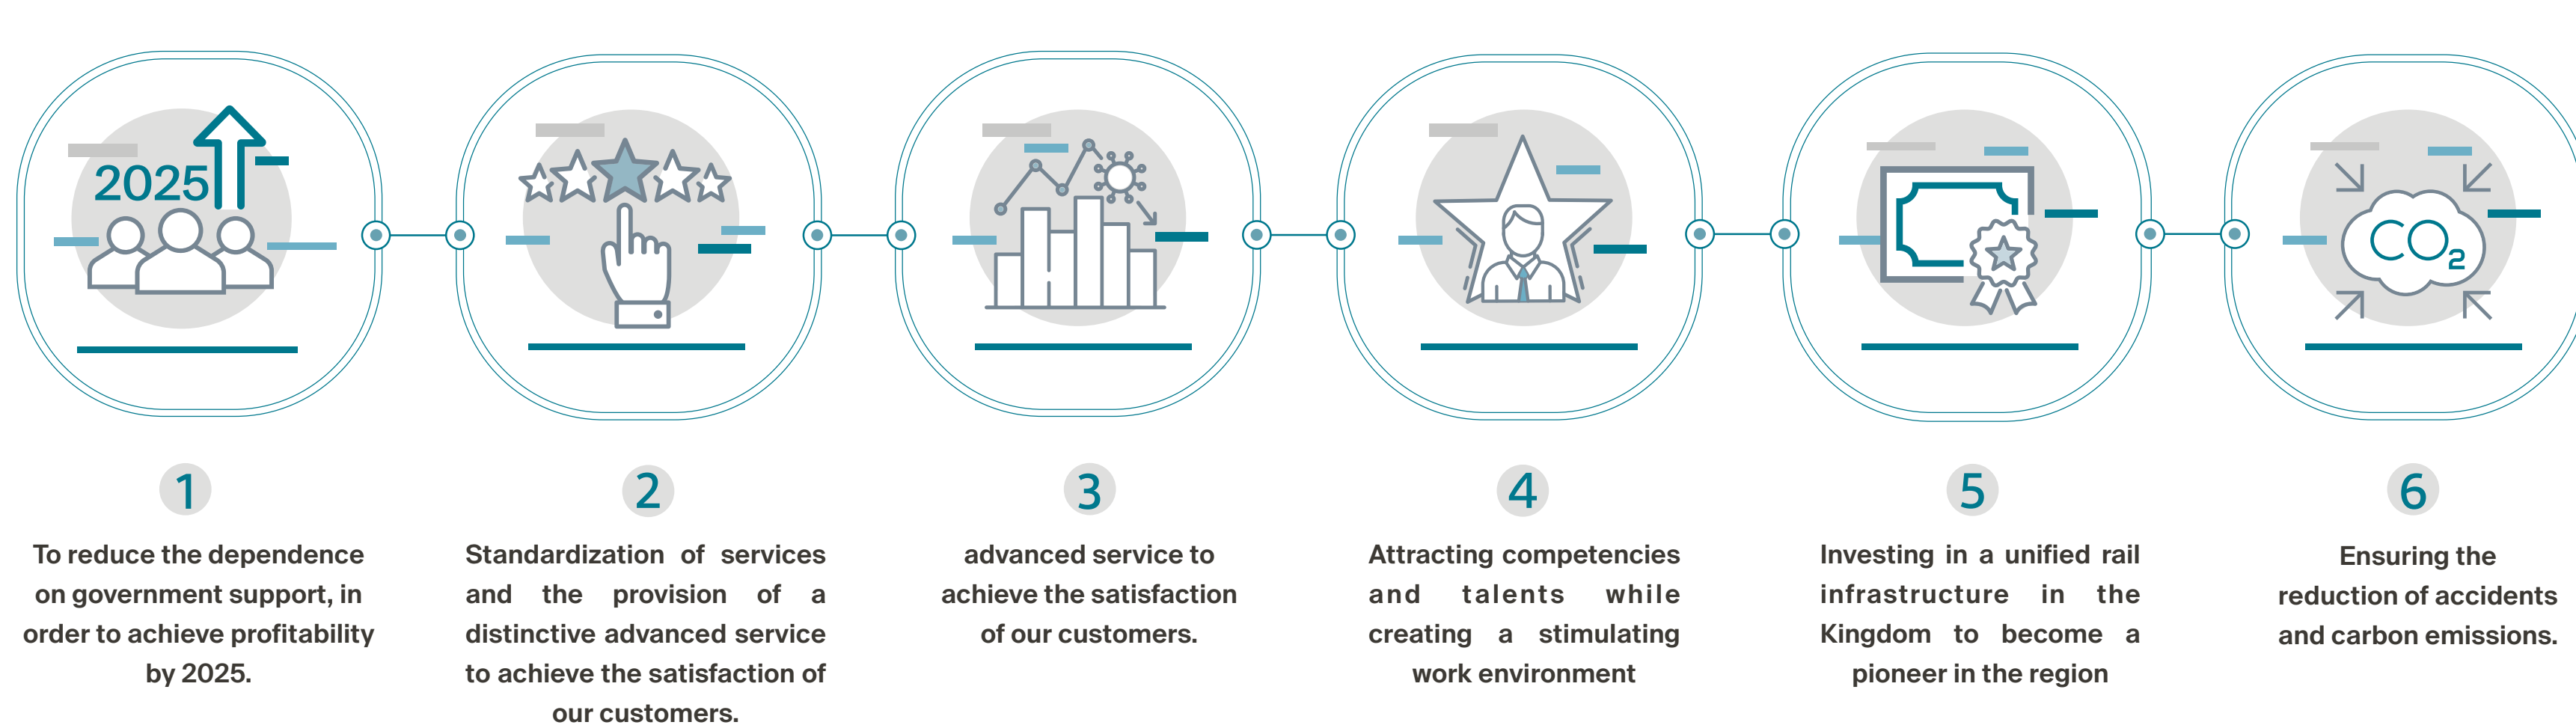 2025
1
To reduce the dependence
on government support, in
order to achieve profitability
by 2025.
2
Standardization of services
and the provision of a
distinctive advanced service
to achieve the satisfaction of
our customers.
3
advanced service to
achieve the satisfaction
of our customers.
4
Attracting competencies
and talents while
creating a stimulating
work environment
5
Investing in a unified rail
infrastructure in the
Kingdom to become a
pioneer in the region
CO2
6
Ensuring the
reduction of accidents
and carbon emissions.